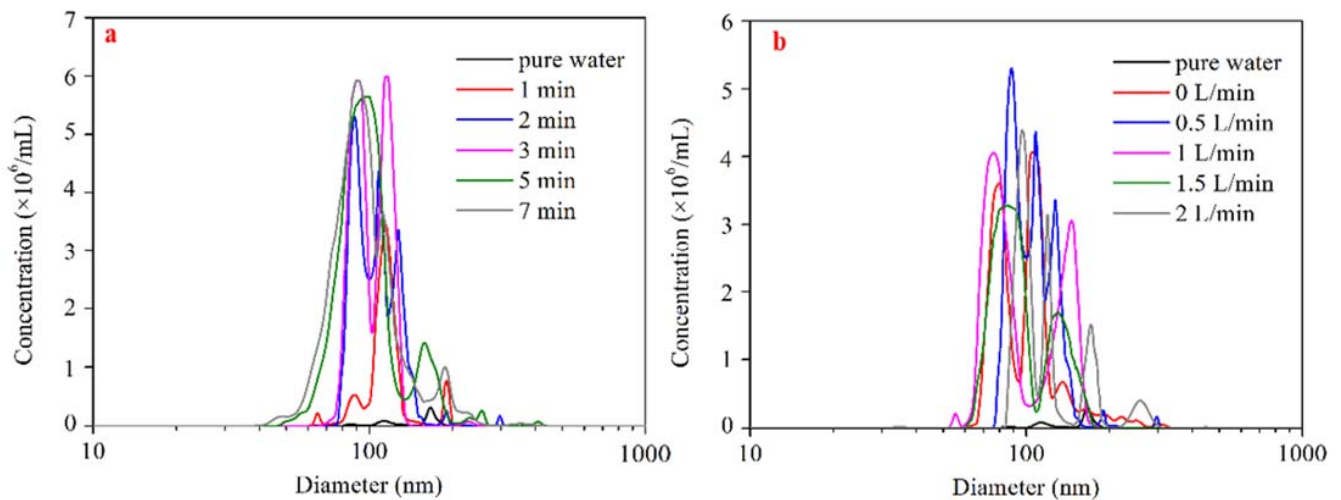 a
7
6
5
4
3
2
1
0
Concentration (×10⁶/mL)
pure water
1 min
2 min
3 min
5 min
7 min
10
100
1000
Diameter (nm)
b
6
5
4
3
2
1
0
Concentration (×10⁶/mL)
pure water
0 L/min
0.5 L/min
1 L/min
1.5 L/min
2 L/min
10
100
1000
Diameter (nm)